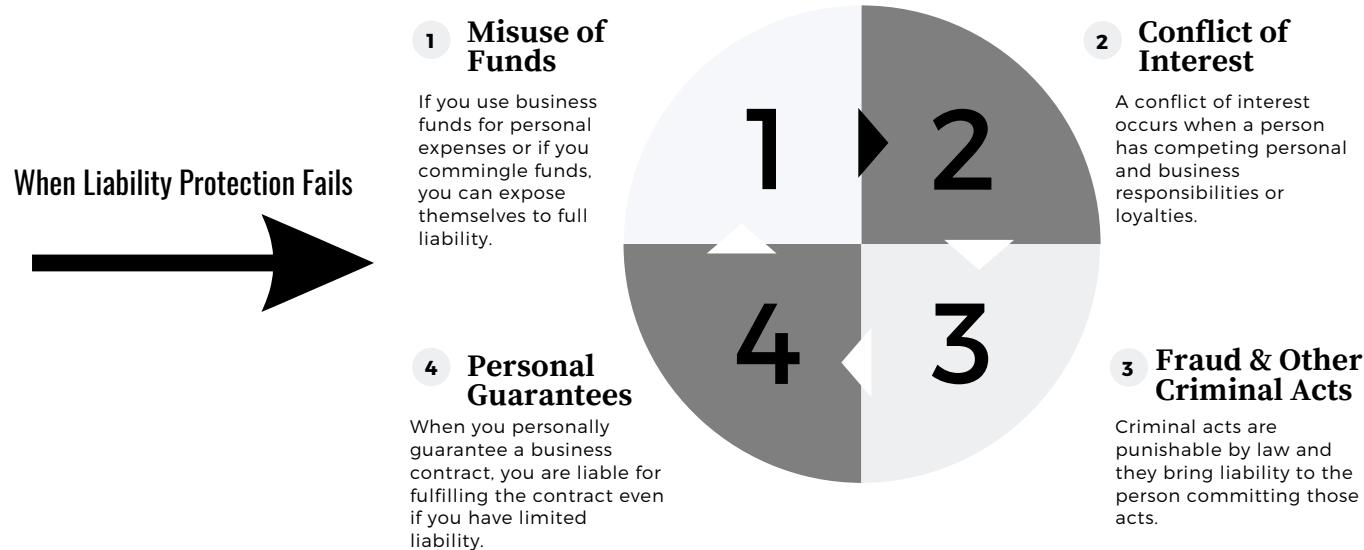 When Liability Protection Fails
1
Misuse of
Funds
If you use business
funds for personal
expenses or if you
commingle funds,
you can expose
themselves to full
liability.
2
Conflict of
Interest
A conflict of interest
occurs when a person
has competing personal
and business
responsibilities or
loyalties.
1
2
4
3
4
Personal
Guarantees
When you personally
guarantee a business
contract, you are liable for
fulfilling the contract even
if you have limited
liability.
3
Fraud & Other
Criminal Acts
Criminal acts are
punishable by law and
they bring liability to the
person committing those
acts.